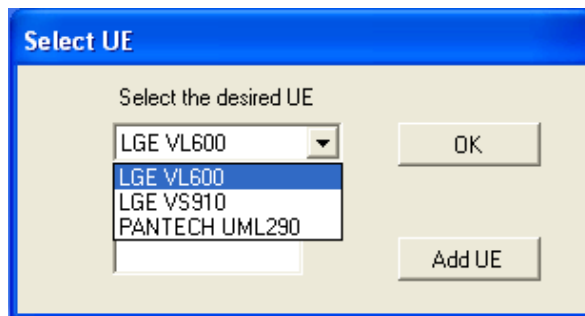 Select UE
Select the desired UE
LGE VL600
OK
LGE VL600
LGE VS910
PANTECH UML290
Add UE